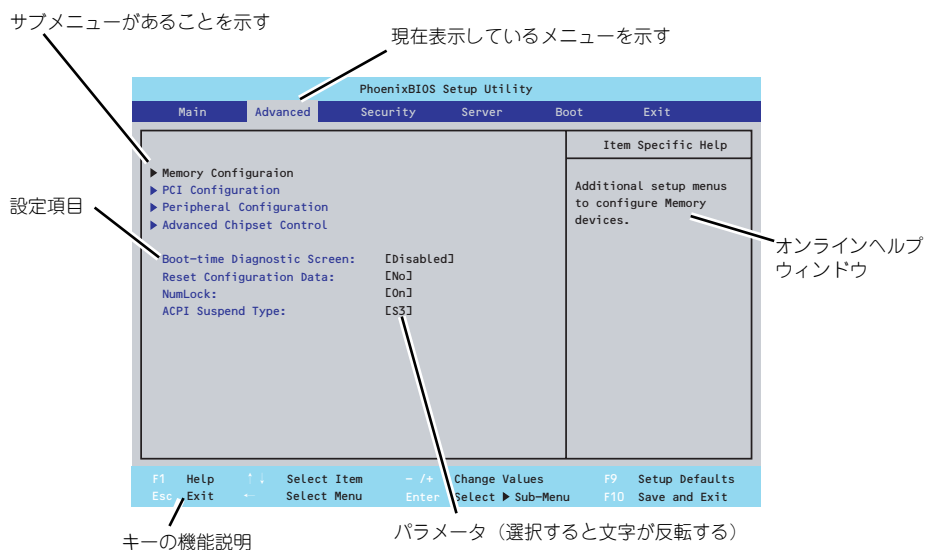 サブメニューがあることを示す
現在表示しているメニューを示す
PhoenixBIOS Setup Utility
Main Advanced Security Server Boot Exit
Item Specific Help
▶ Memory Configuraion
▶ PCI Configuration
▶ Peripheral Configuration
▶ Advanced Chipset Control
Additional setup menus
to configure Memory
devices.
設定項目
オンラインヘルプ
ウィンドウ
Boot-time Diagnostic Screen: [Disabled]
Reset Configuration Data: [No]
NumLock: [On]
ACPI Suspend Type: [S3]
F1 Help ↑↓ Select Item - /+ Change Values F9 Setup Defaults
Esc Exit ← Select Menu Enter Select ▶ Sub-Menu F10 Save and Exit
パラメータ（選択すると文字が反転する）
キーの機能説明